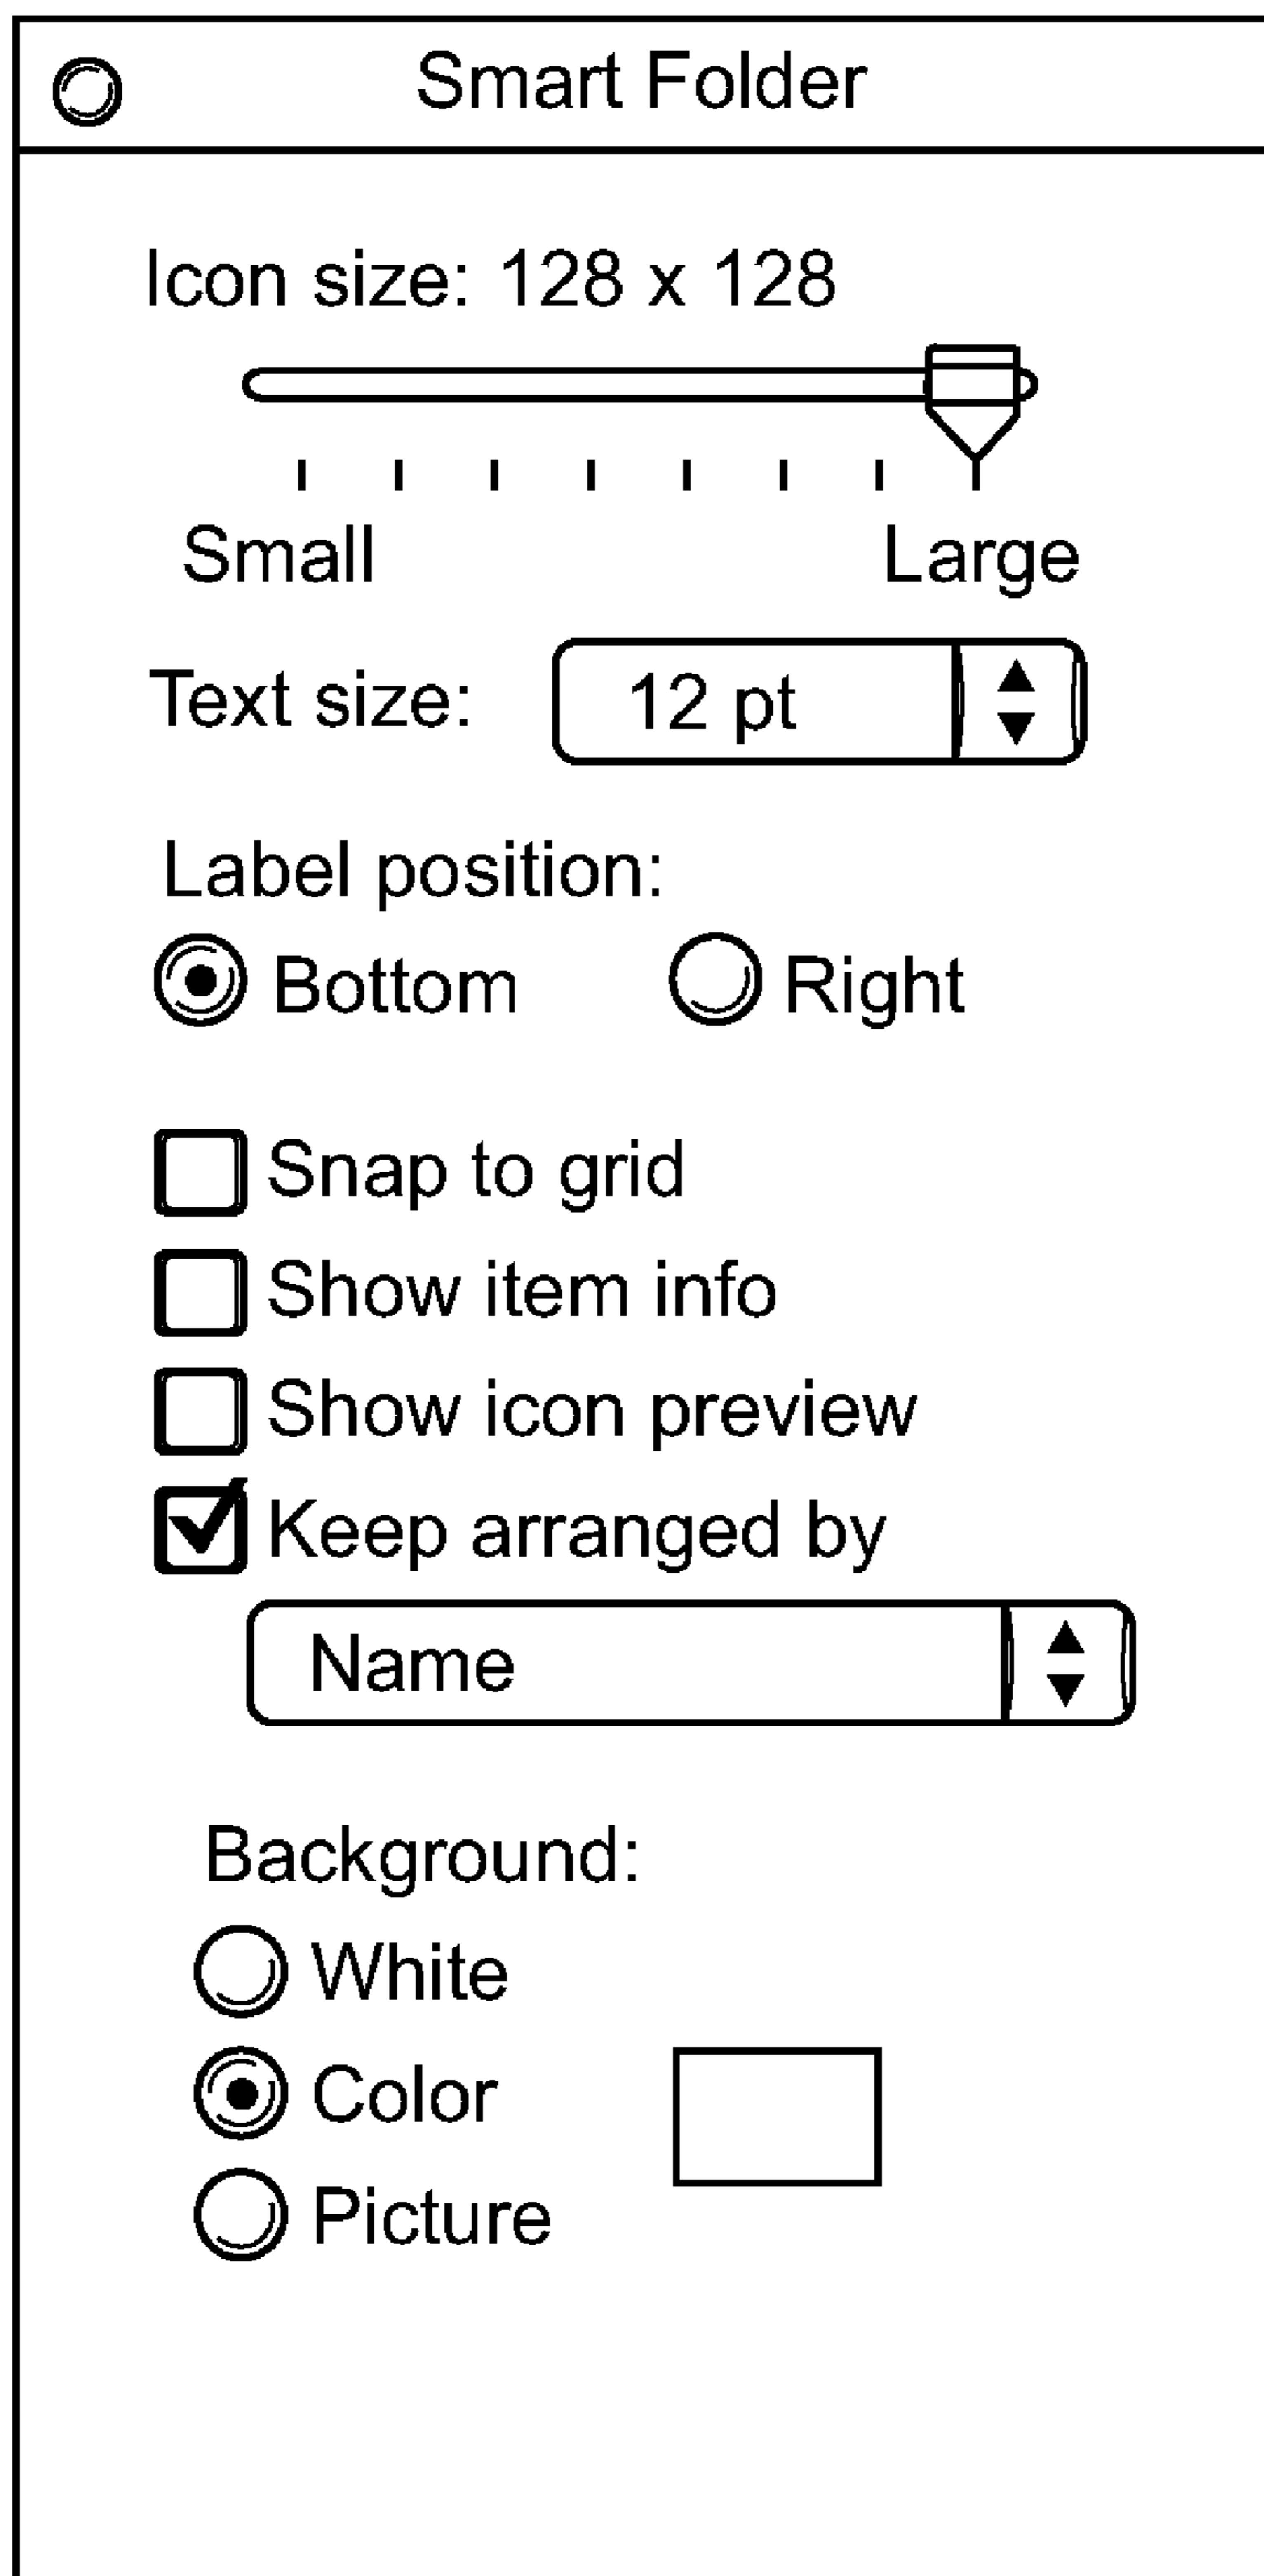 Smart Folder
Icon size: 128 x 128
Small Large
Text size: 12 pt
Label position:
Bottom Right
Snap to grid
Show item info
Show icon preview
Keep arranged by
Name
Background:
White
Color
Picture